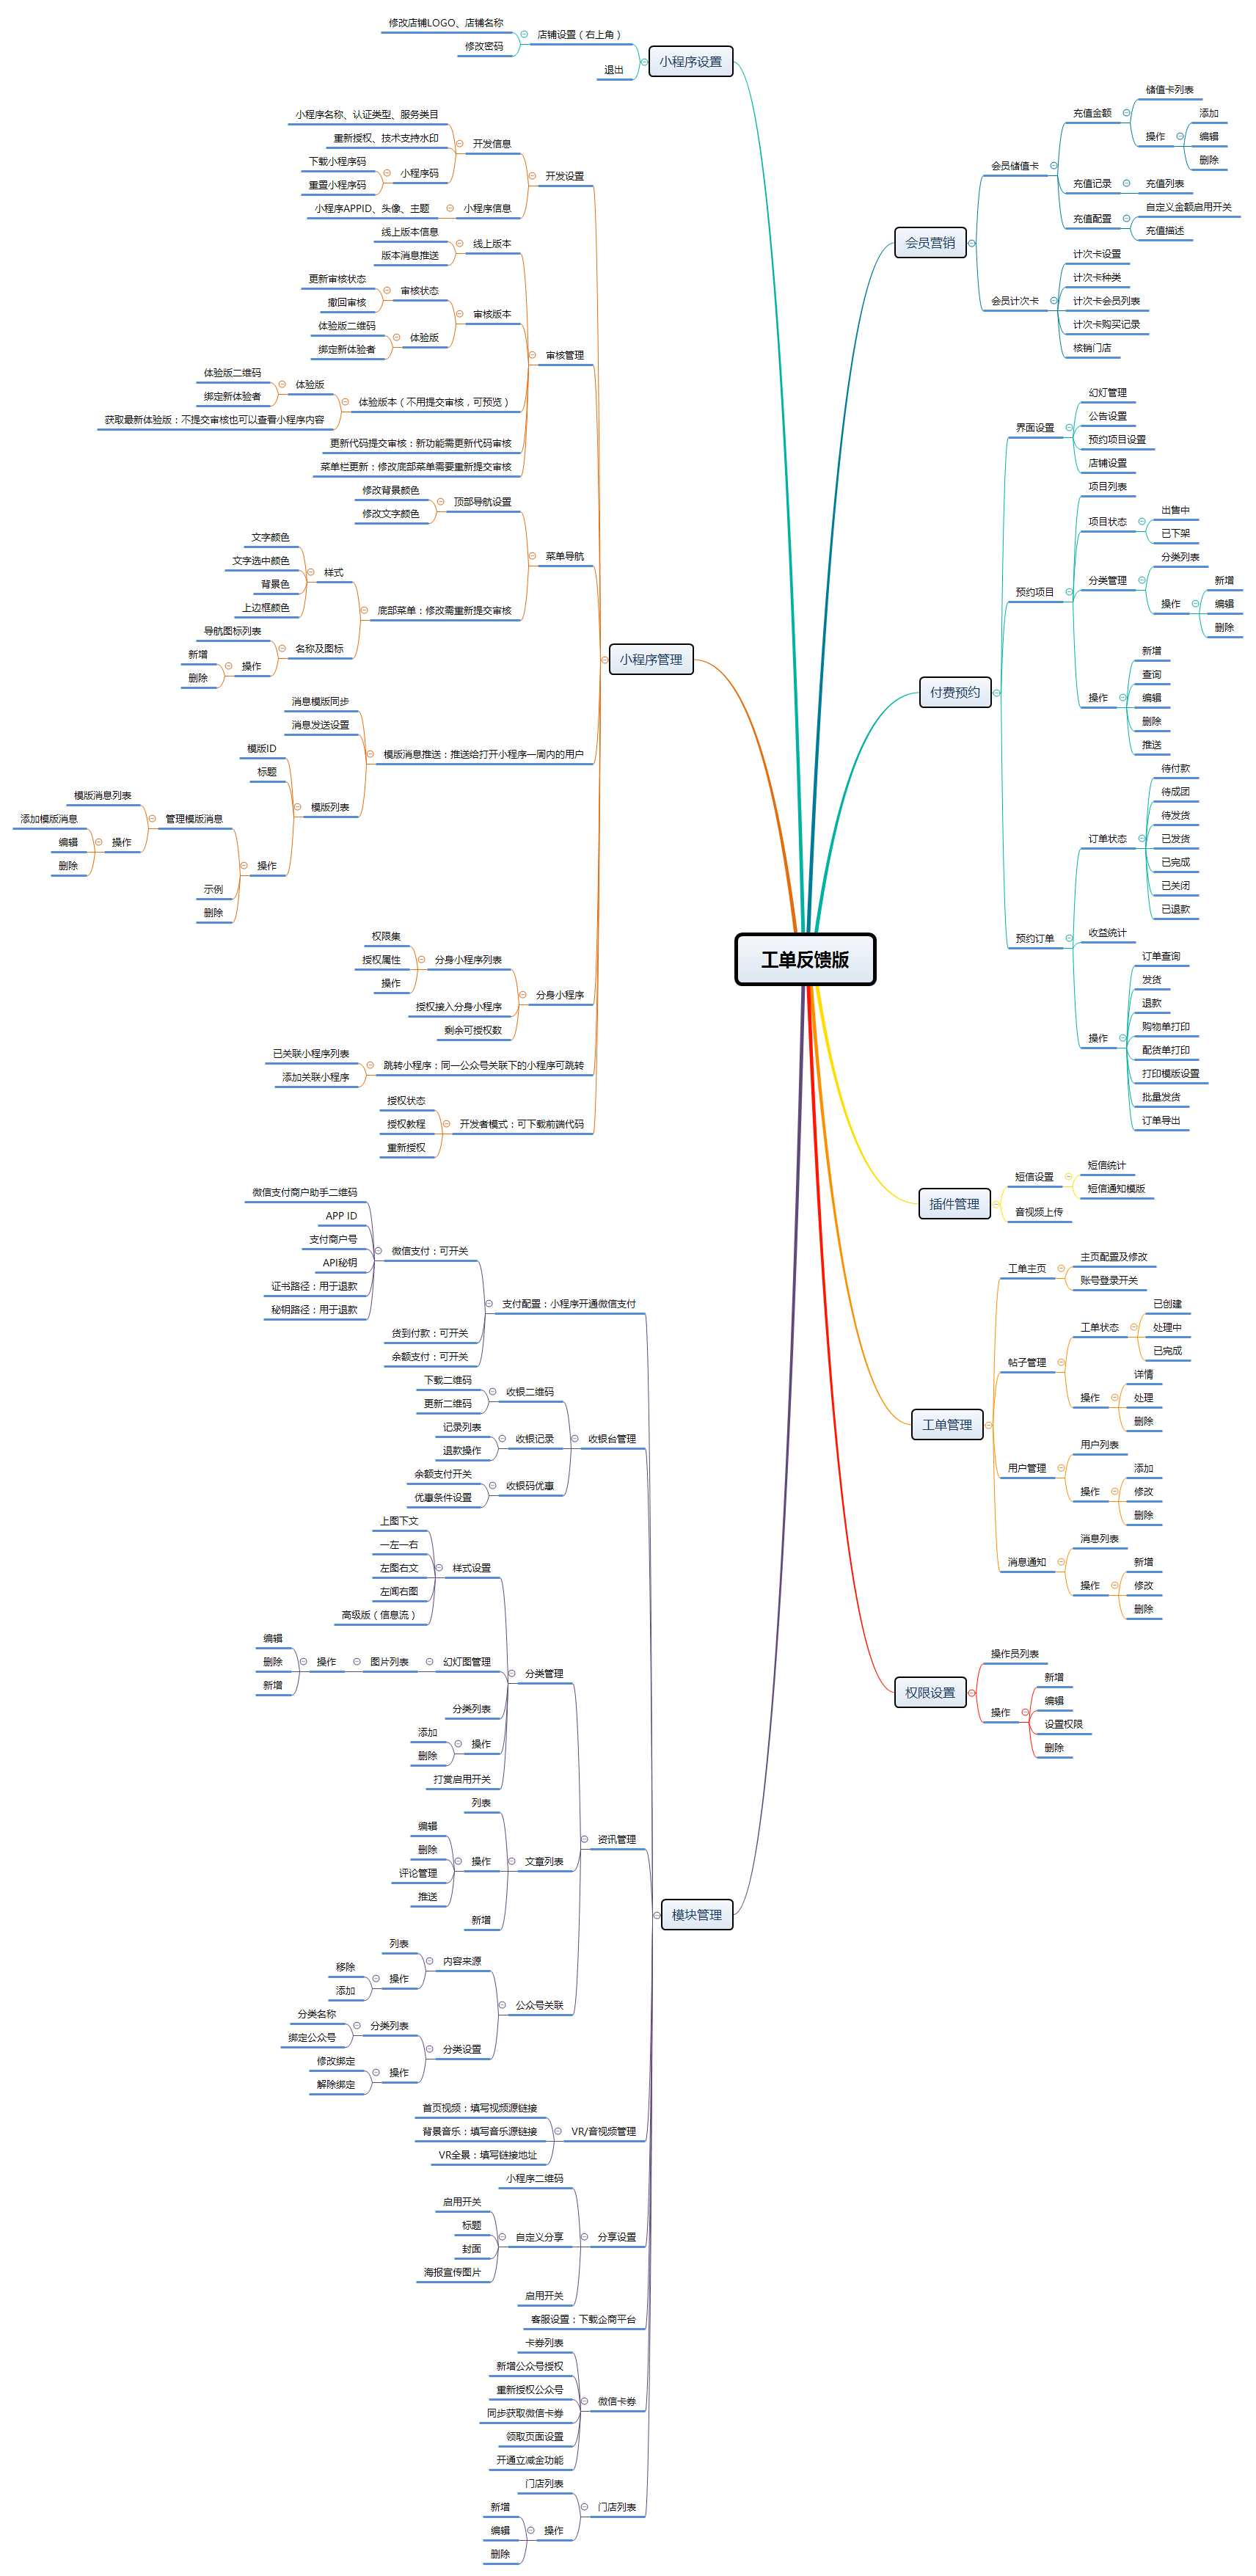 工单反馈版
小程序设置
店铺设置（右上角）
修改店铺LOGO、店铺名称
修改密码
退出
小程序管理
开发设置
开发信息
小程序名称、认证类型、服务类目
重新授权、技术支持水印
小程序码
下载小程序码
重置小程序码
小程序信息
小程序APPID、头像、主题
审核管理
线上版本
线上版本信息
版本消息推送
审核版本
审核状态
更新审核状态
撤回审核
体验版
体验版二维码
绑定新体验者
体验版本（不用提交审核，可预览）
体验版
体验版二维码
绑定新体验者
获取最新体验版：不提交审核也可以查看小程序内容
更新代码提交审核：新功能需更新代码审核
菜单栏更新：修改底部菜单需要重新提交审核
菜单导航
顶部导航设置
修改背景颜色
修改文字颜色
底部菜单：修改需重新提交审核
样式
文字颜色
文字选中颜色
背景色
上边框颜色
名称及图标
导航图标列表
操作
新增
删除
模版消息推送：推送给打开小程序一周内的用户
消息模版同步
消息发送设置
模版列表
模版ID
标题
操作
管理模版消息
模版消息列表
操作
添加模版消息
编辑
删除
示例
删除
分身小程序
分身小程序列表
权限集
授权属性
操作
授权接入分身小程序
剩余可授权数
跳转小程序：同一公众号关联下的小程序可跳转
已关联小程序列表
添加关联小程序
开发者模式：可下载前端代码
授权状态
授权教程
重新授权
模块管理
支付配置：小程序开通微信支付
微信支付：可开关
微信支付商户助手二维码
APP ID
支付商户号
API秘钥
证书路径：用于退款
秘钥路径：用于退款
货到付款：可开关
余额支付：可开关
收银台管理
收银二维码
下载二维码
更新二维码
收银记录
记录列表
退款操作
收银码优惠
余额支付开关
优惠条件设置
资讯管理
分类管理
样式设置
上图下文
一左一右
左图右文
左闻右图
高级版（信息流）
幻灯图管理
图片列表
操作
编辑
删除
新增
分类列表
操作
添加
删除
打赏启用开关
文章列表
列表
操作
编辑
删除
评论管理
推送
新增
公众号关联
内容来源
列表
操作
移除
添加
分类设置
分类列表
分类名称
绑定公众号
操作
修改绑定
解除绑定
VR/音视频管理
首页视频：填写视频源链接
背景音乐：填写音乐源链接
VR全景：填写链接地址
分享设置
小程序二维码
自定义分享
启用开关
标题
封面
海报宣传图片
启用开关
客服设置：下载企商平台
微信卡券
卡券列表
新增公众号授权
重新授权公众号
同步获取微信卡券
领取页面设置
开通立减金功能
门店列表
门店列表
操作
新增
编辑
删除
会员营销
会员储值卡
充值金额
储值卡列表
操作
添加
编辑
删除
充值记录
充值列表
充值配置
自定义金额启用开关
充值描述
会员计次卡
计次卡设置
计次卡种类
计次卡会员列表
计次卡购买记录
核销门店
付费预约
界面设置
幻灯管理
公告设置
预约项目设置
店铺设置
预约项目
项目列表
项目状态
出售中
已下架
分类管理
分类列表
操作
新增
编辑
删除
操作
新增
查询
编辑
删除
推送
预约订单
订单状态
待付款
待成团
待发货
已发货
已完成
已关闭
已退款
收益统计
操作
订单查询
发货
退款
购物单打印
配货单打印
打印模版设置
批量发货
订单导出
插件管理
短信设置
短信统计
短信通知模版
音视频上传
工单管理
工单主页
主页配置及修改
账号登录开关
帖子管理
工单状态
已创建
处理中
已完成
操作
详情
处理
删除
用户管理
用户列表
操作
添加
修改
删除
消息通知
消息列表
操作
新增
修改
删除
权限设置
操作员列表
操作
新增
编辑
设置权限
删除